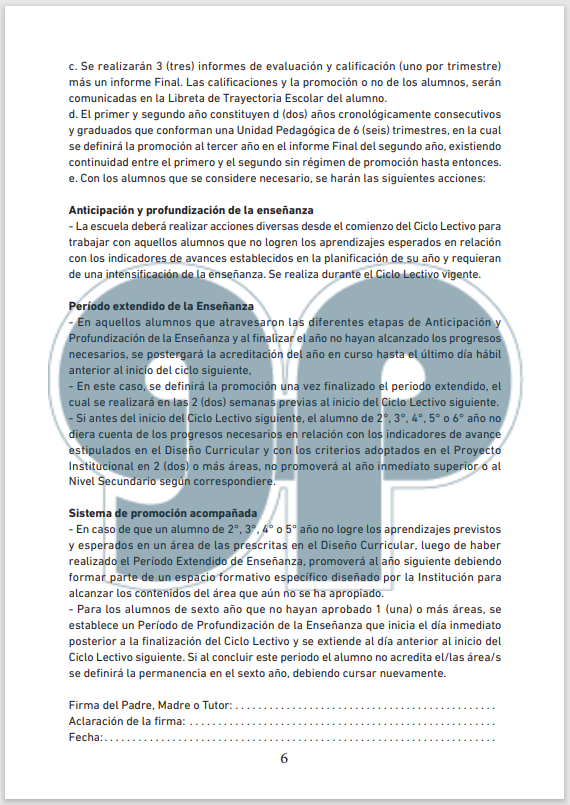 c. Se realizarán 3 (tres) informes de evaluación y calificación (uno por trimestre)
más un informe Final. Las calificaciones y la promoción o no de los alumnos, serán
comunicadas en la Libreta de Trayectoria Escolar del alumno.
d. El primer y segundo año constituyen d (dos) años cronológicamente consecutivos
y graduados que conforman una Unidad Pedagógica de 6 (seis) trimestres, en la cual
se definirá la promoción al tercer año en el informe Final del segundo año, existiendo
continuidad entre el primero y el segundo sin régimen de promoción hasta entonces.
e. Con los alumnos que se considere necesario, se harán las siguientes acciones:
Anticipación y profundización de la enseñanza
- La escuela deberá realizar acciones diversas desde el comienzo del Ciclo Lectivo para
trabajar con aquellos alumnos que no logren los aprendizajes esperados en relación
con los indicadores de avances establecidos en la planificación de su año y requieran
de una intensificación de la enseñanza. Se realiza durante el Ciclo Lectivo vigente.
Período extendido de la Enseñanza
- En aquellos alumnos que atravesaron las diferentes etapas de Anticipación y
Profundización de la Enseñanza y al finalizar el año no hayan alcanzado los progresos
necesarios, se postergará la acreditación del año en curso hasta el último día hábil
anterior al inicio del ciclo siguiente,
- En este caso, se definirá la promoción una vez finalizado el periodo extendido, el
cual se realizará en las 2 (dos) semanas previas al inicio del Ciclo Lectivo siguiente.
- Si antes del inicio del Ciclo Lectivo siguiente, el alumno de 2°, 3°, 4°, 5° o 6° año no
diera cuenta de los progresos necesarios en relación con los indicadores de avance
estipulados en el Diseño Curricular y con los criterios adoptados en el Proyecto
Institucional en 2 (dos) o más áreas, no promoverá al año inmediato superior o al
Nivel Secundario según correspondiere.
Sistema de promoción acompañada
- En caso de que un alumno de 2°, 3°, 4° o 5° año no logre los aprendizajes previstos
y esperados en un área de las prescritas en el Diseño Curricular, luego de haber
realizado el Período Extendido de Enseñanza, promoverá al año siguiente debiendo
formar parte de un espacio formativo específico diseñado por la Institución para
alcanzar los contenidos del área que aún no se ha apropiado.
- Para los alumnos de sexto año que no hayan aprobado 1 (una) o más áreas, se
establece un Período de Profundización de la Enseñanza que inicia el día inmediato
posterior a la finalización del Ciclo Lectivo y se extiende al día anterior al inicio del
Ciclo Lectivo siguiente. Si al concluir este periodo el alumno no acredita el/las área/s
se definirá la permanencia en el sexto año, debiendo cursar nuevamente.
Firma del Padre, Madre o Tutor: . . . . . . . . . . . . . . . . . . . . . . . . . . . . . . . . . . . . . . . . . . . . .
Aclaración de la firma: . . . . . . . . . . . . . . . . . . . . . . . . . . . . . . . . . . . . . . . . . . . . . . . . . . . .
Fecha: . . . . . . . . . . . . . . . . . . . . . . . . . . . . . . . . . . . . . . . . . . . . . . . . . . . . . . . . . . . . . . . . .
6
gp